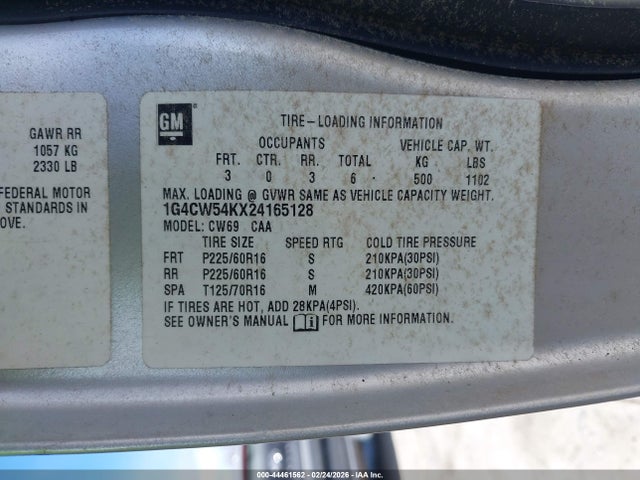 GAWR RR
1057 KG
2330 LB
FEDERAL MOTOR
STANDARDS IN
OVE.
GM
TIRE-LOADING INFORMATION
OCCUPANTS VEHICLE CAP. WT.
FRT. CTR. RR. TOTAL KG LBS
3 0 3 6 500 1102
MAX. LOADING @ GVWR SAME AS VEHICLE CAPACITY WEIGHT.
1G4CW54KX24165128
MODEL: CW69 CAA
TIRE SIZE SPEED RTG COLD TIRE PRESSURE
FRT P225/60R16 S 210KPA(30PSI)
RR P225/60R16 S 210KPA(30PSI)
SPA T125/70R16 M 420KPA(60PSI)
IF TIRES ARE HOT, ADD 28KPA(4PSI).
SEE OWNER'S MANUAL FOR MORE INFORMATION.
000-44461562 - 02/24/2026 - IAA Inc.